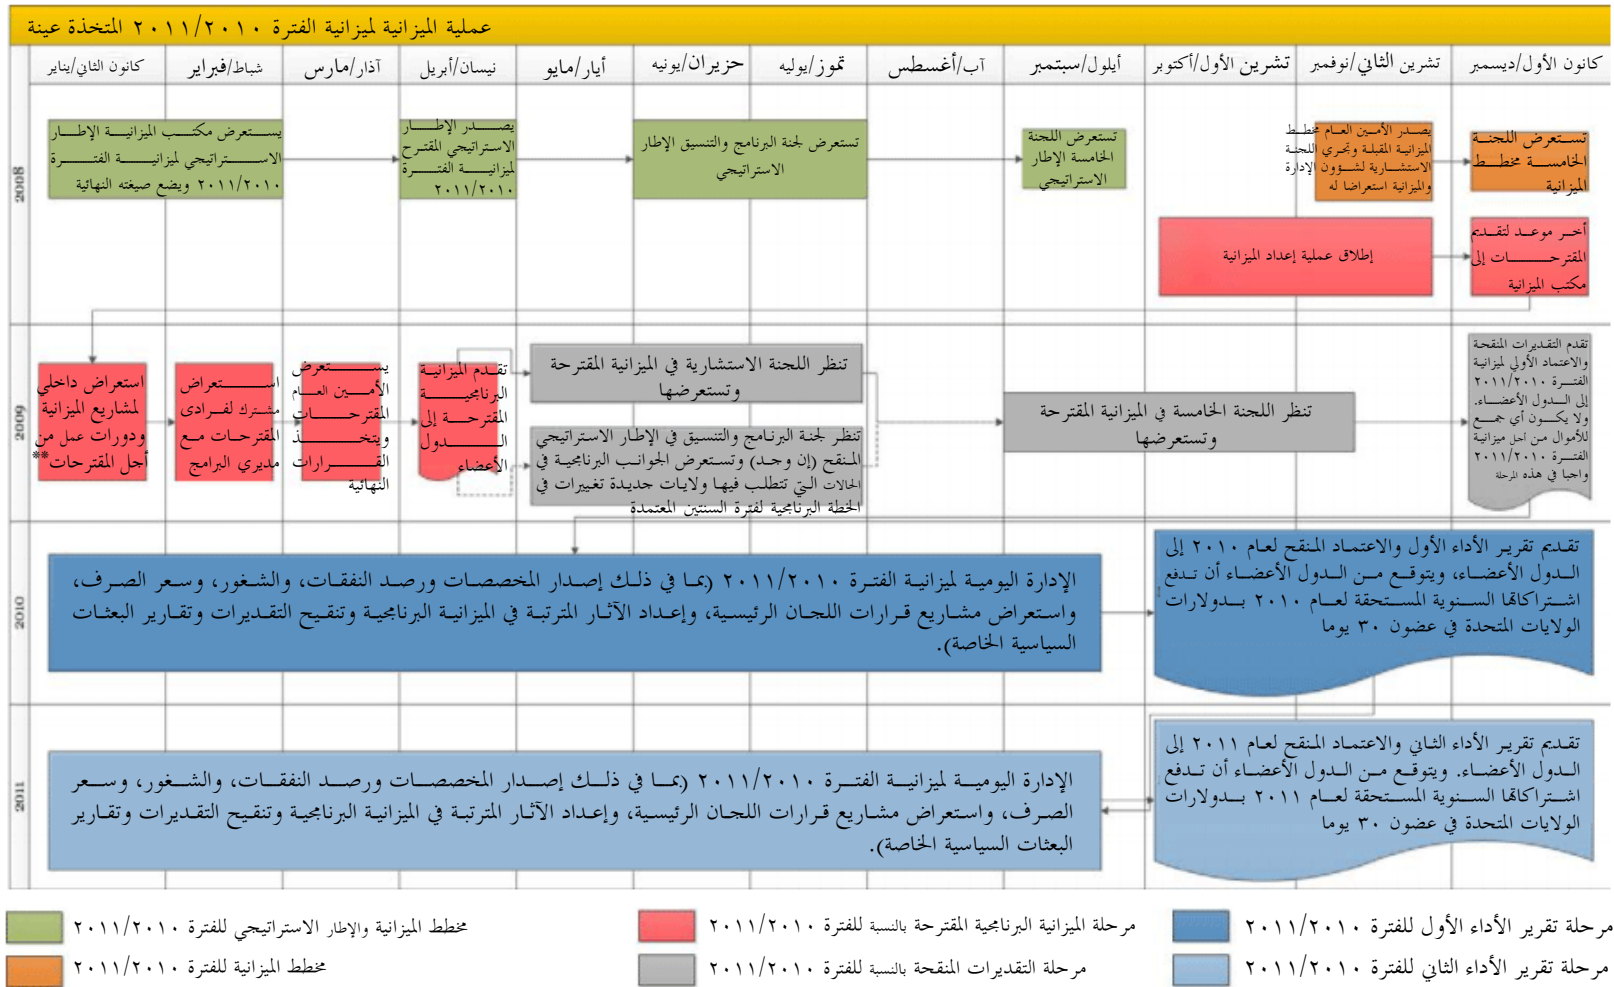 عملية الميزانية لميزانية الفترة ٢٠١١/٢٠١٠ المتخذة عينة
كانون الثاني/يناير
شباط/فبراير
آذار/مارس
نيسان/أبريل
أيار/مايو
حزيران/يونيه
تموز/يوليه
آب/أغسطس
أيلول/سبتمبر
تشرين الأول/أكتوبر
تشرين الثاني/نوفمبر
كانون الأول/ديسمبر
2008
يستعرض مكتب الميزانية الإطار
الاستراتيجي لميزانية الفترة
٢٠١١/٢٠١٠ ويضع صيغته النهائية
يصدر الإطار
الاستراتيجي المقترح
لميزانية الفترة
٢٠١١/٢٠١٠
تستعرض لجنة البرنامج والتنسيق الإطار
الاستراتيجي
تستعرض اللجنة
الخامسة الإطار
الاستراتيجي
يصدر الأمين العام مخطط
الميزانية المقبلة وتجري اللجنة
الاستشارية لشؤون الإدارة
والميزانية استعراضا له
تستعرض اللجنة
الخامسة مخطط
الميزانية
إطلاق عملية إعداد الميزانية
أخر موعد لتقديم
المقترحات إلى
مكتب الميزانية
2009
استعراض داخلي
لمشاريع الميزانية
ودورات عمل من
أجل المقترحات**
استعراض
مشترك لفرادى
المقترحات مع
مديري البرامج
يستعرض
الأمين العام
المقترحات
ويتخذ
القرارات
النهائية
تقدم الميزانية
البرنامجية
المقترحة إلى
الدول
الأعضاء
تنظر اللجنة الاستشارية في الميزانية المقترحة
وتستعرضها
تنظر لجنة البرنامج والتنسيق في الإطار الاستراتيجي
المنقح (إن وجد) وتستعرض الجوانب البرنامجية في
الحالات التي تتطلب فيها ولايات جديدة تغييرات في
الخطة البرنامجية لفترة السنتين المعتمدة
تنظر اللجنة الخامسة في الميزانية المقترحة
وتستعرضها
تقدم التقديرات المنقحة
والاعتماد الأولي لميزانية
الفترة ٢٠١١/٢٠١٠
إلى الدول الأعضاء.
ولا يكون أي جمع
للأموال من اجل ميزانية
الفترة ٢٠١١/٢٠١٠
واجبا في هذه المرحلة
2010
الإدارة اليومية لميزانية الفترة ٢٠١١/٢٠١٠ (بما في ذلك إصدار المخصصات ورصد النفقات، والشغور، وسعر الصرف،
واستعراض مشاريع قرارات اللجان الرئيسية، وإعداد الآثار المترتبة في الميزانية البرنامجية وتنقيح التقديرات وتقارير البعثات
السياسية الخاصة).
تقديم تقرير الأداء الأول والاعتماد المنقح لعام ٢٠١٠ إلى
الدول الأعضاء، ويتوقع من الدول الأعضاء أن تدفع
اشتراكاتها السنوية المستحقة لعام ٢٠١٠ بدولارات
الولايات المتحدة في عضون ٣٠ يوما
2011
الإدارة اليومية لميزانية الفترة ٢٠١١/٢٠١٠ (بما في ذلك إصدار المخصصات ورصد النفقات، والشغور، وسعر
الصرف، واستعراض مشاريع قرارات اللجان الرئيسية، وإعداد الآثار المترتبة في الميزانية البرنامجية وتنقيح التقديرات وتقارير
البعثات السياسية الخاصة).
تقديم تقرير الأداء الثاني والاعتماد المنقح لعام ٢٠١١ إلى
الدول الأعضاء. ويتوقع من الدول الأعضاء أن تدفع
اشتراكاتها السنوية المستحقة لعام ٢٠١١ بدولارات
الولايات المتحدة في عضون ٣٠ يوما
مرحلة تقرير الأداء الأول للفترة ٢٠١١/٢٠١٠
مرحلة الميزانية البرنامجية المقترحة بالنسبة للفترة ٢٠١١/٢٠١٠
مخطط الميزانية والإطار الاستراتيجي للفترة ٢٠١١/٢٠١٠
مرحلة تقرير الأداء الثاني للفترة ٢٠١١/٢٠١٠
مرحلة التقديرات المنقحة بالنسبة للفترة ٢٠١١/٢٠١٠
مخطط الميزانية للفترة ٢٠١١/٢٠١٠